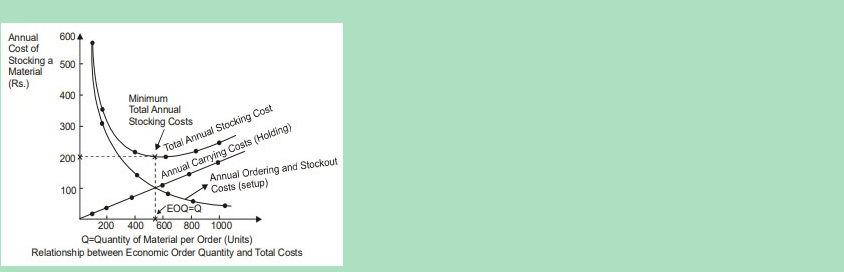 Annual
Cost of
Stocking a
Material
(Rs.)
600
500
400
300
200
100
Minimum
Total Annual
Stocking Costs
Total Annual Stocking Cost
Annual Carrying Costs (Holding)
Annual Ordering and Stockout
Costs (setup)
EOQ=Q
200 400 600 800 1000
Q=Quantity of Material per Order (Units)
Relationship between Economic Order Quantity and Total Costs